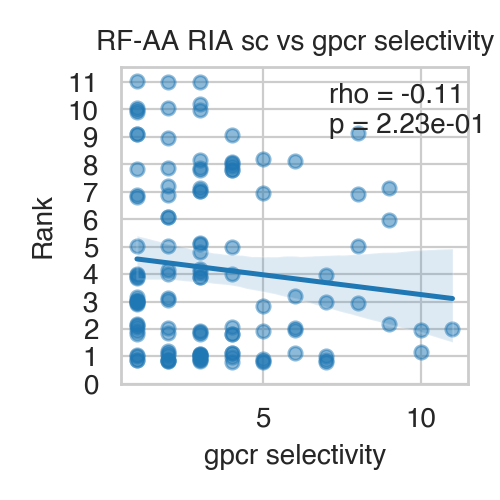 RF-AA RIA sc vs gpcr selectivity
rho = -0.11
p = 2.23e-01
11
10
9
8
7
6
5
4
3
2
1
0
Rank
5
10
gpcr selectivity